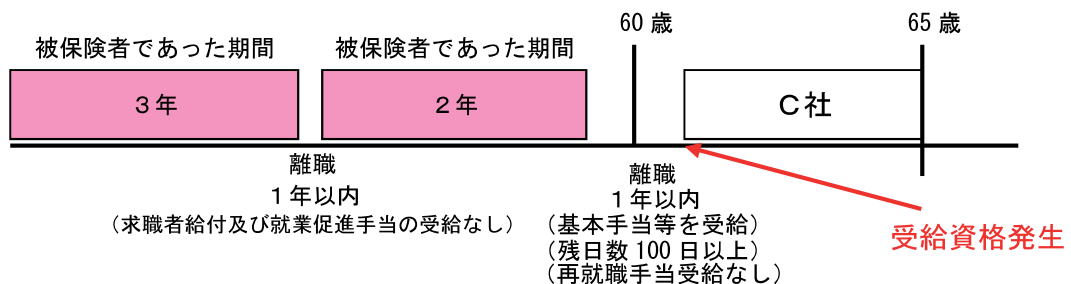 60歳
65歳
被保険者であった期間
被保険者であった期間
３年
２年
Ｃ社
離職
１年以内
（求職者給付及び就業促進手当の受給なし）
離職
１年以内
（基本手当等を受給）
（残日数100日以上）
（再就職手当受給なし）
受給資格発生